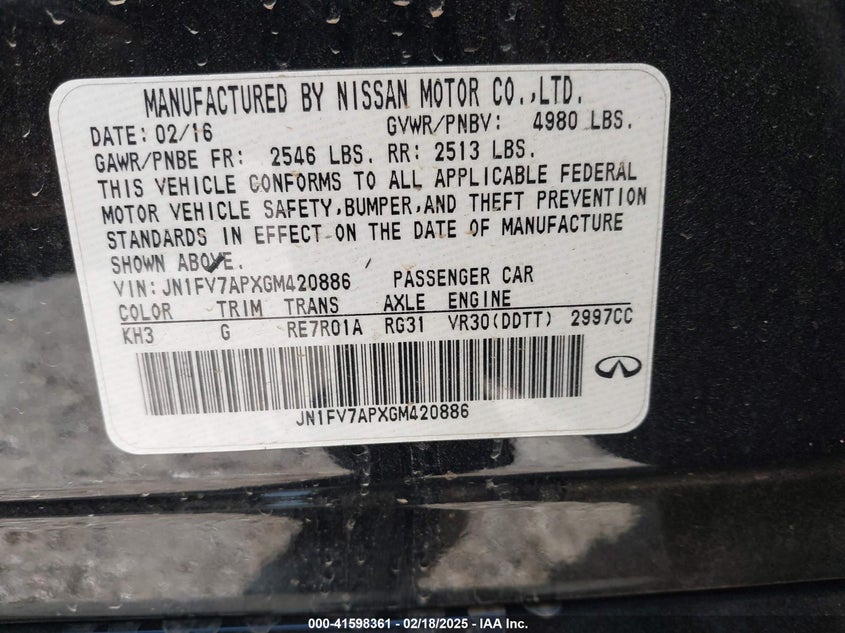 MANUFACTURED BY NISSAN MOTOR CO.,LTD.
DATE: 02/16 GVWR/PNBV: 4980 LBS.
GAWR/PNBE FR: 2546 LBS. RR: 2513 LBS.
THIS VEHICLE CONFORMS TO ALL APPLICABLE FEDERAL
MOTOR VEHICLE SAFETY,BUMPER,AND THEFT PREVENTION
STANDARDS IN EFFECT ON THE DATE OF MANUFACTURE
SHOWN ABOVE.
VIN: JN1FV7APXGM420886 PASSENGER CAR
COLOR TRIM TRANS AXLE ENGINE
KH3 G RE7R01A RG31 VR30(DDTT) 2997CC
JN1FV7APXGM420886
000-41598361 - 02/18/2025 - IAA Inc.